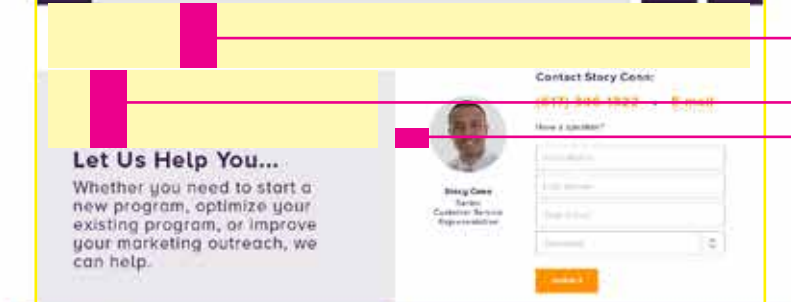 Let Us Help You...
Whether you need to start a
new program, optimize your
existing program, or improve
your marketing outreach, we
can help.
Contact Stacy Conn:
E-mail
Have a question?
Stacy Conn
Senior
Customer Service
Representative